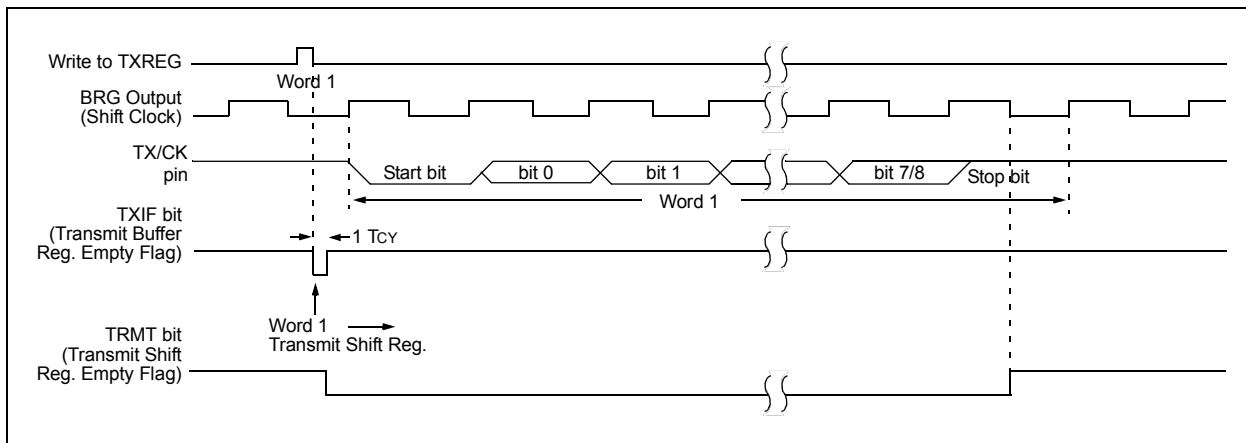 Write to TXREG
Word 1
BRG Output
(Shift Clock)
TX/CK
pin
Start bit
bit 0
bit 1
bit 7/8
Stop bit
Word 1
TXIF bit
(Transmit Buffer
Reg. Empty Flag)
1 TCY
Word 1
Transmit Shift Reg.
TRMT bit
(Transmit Shift
Reg. Empty Flag)